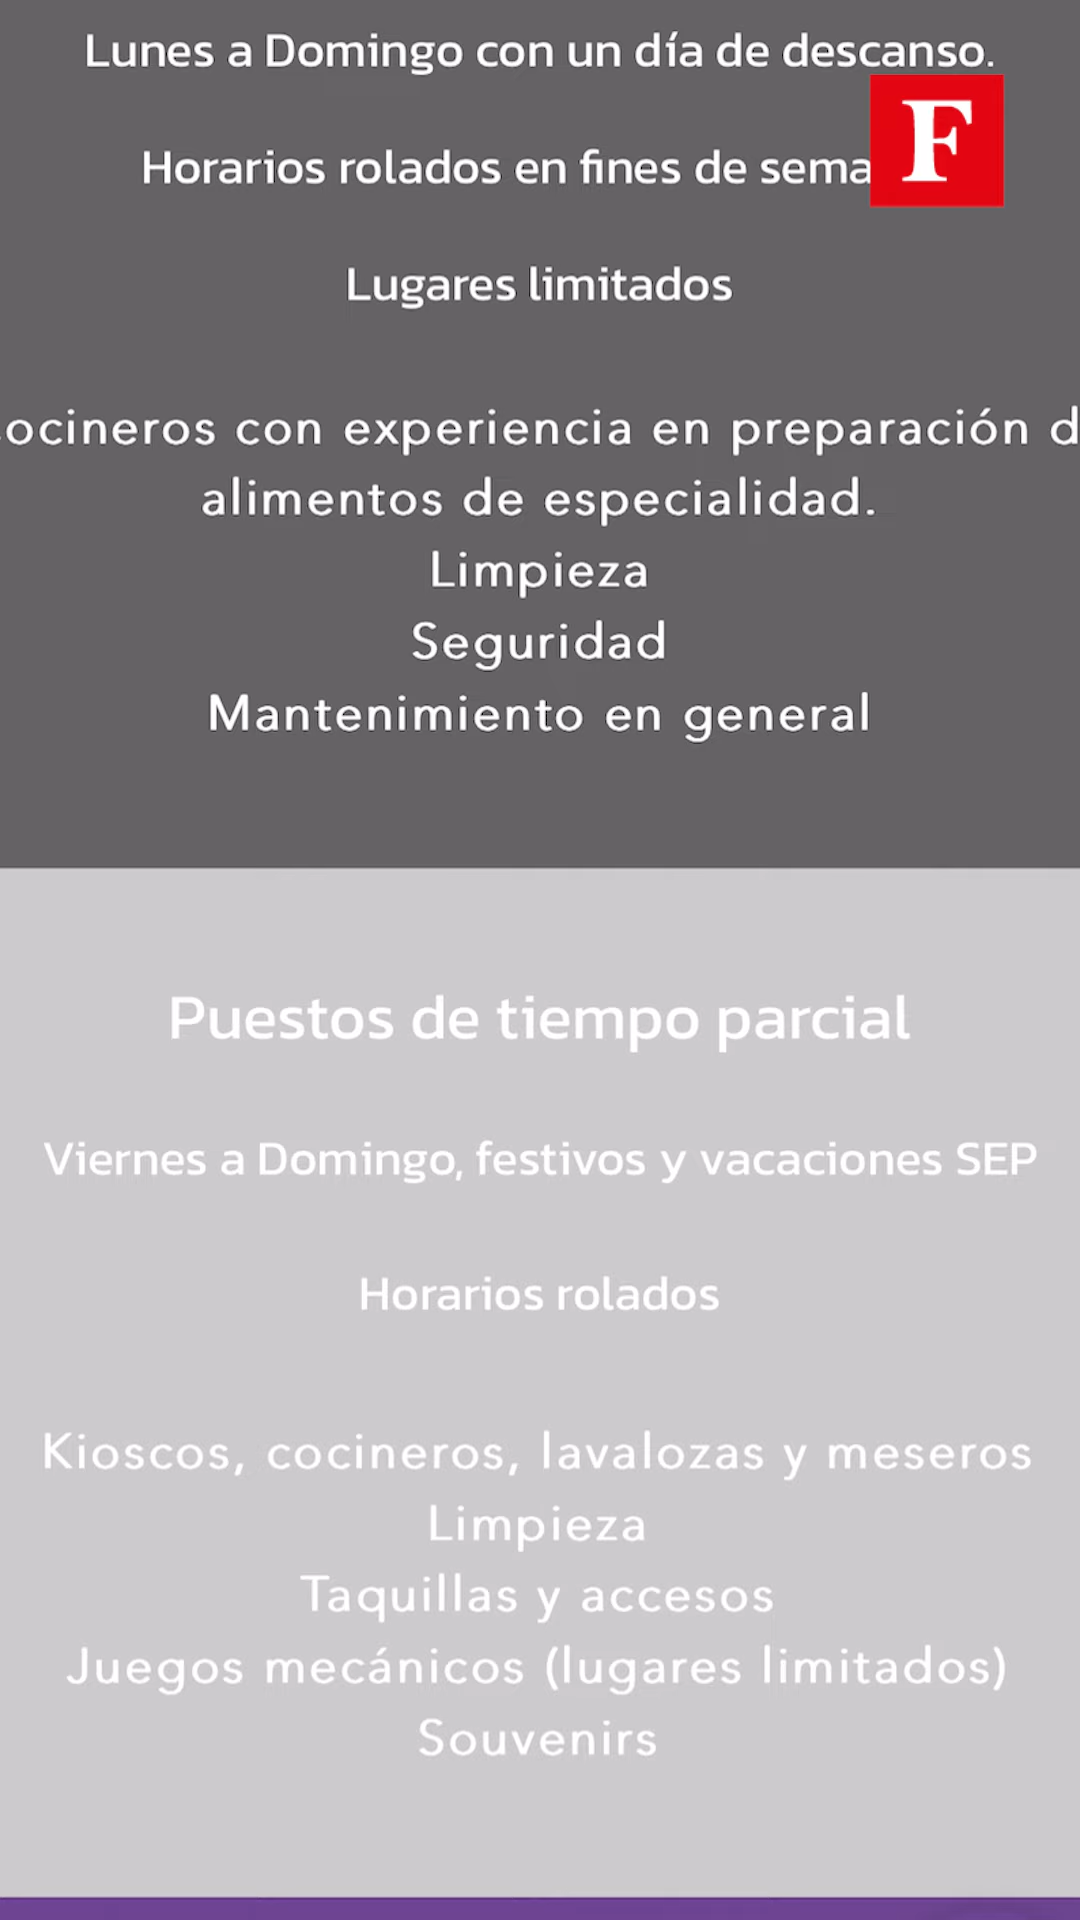 Lunes a Domingo con un día de descanso.
F
Horarios rolados en fines de sema
Lugares limitados
ocineros con experiencia en preparación d
alimentos de especialidad.
Limpieza
Seguridad
Mantenimiento en general
Puestos de tiempo parcial
Viernes a Domingo, festivos y vacaciones SEP
Horarios rolados
Kioscos, cocineros, lavalozas y meseros
Limpieza
Taquillas y accesos
Juegos mecánicos (lugares limitados)
Souvenirs